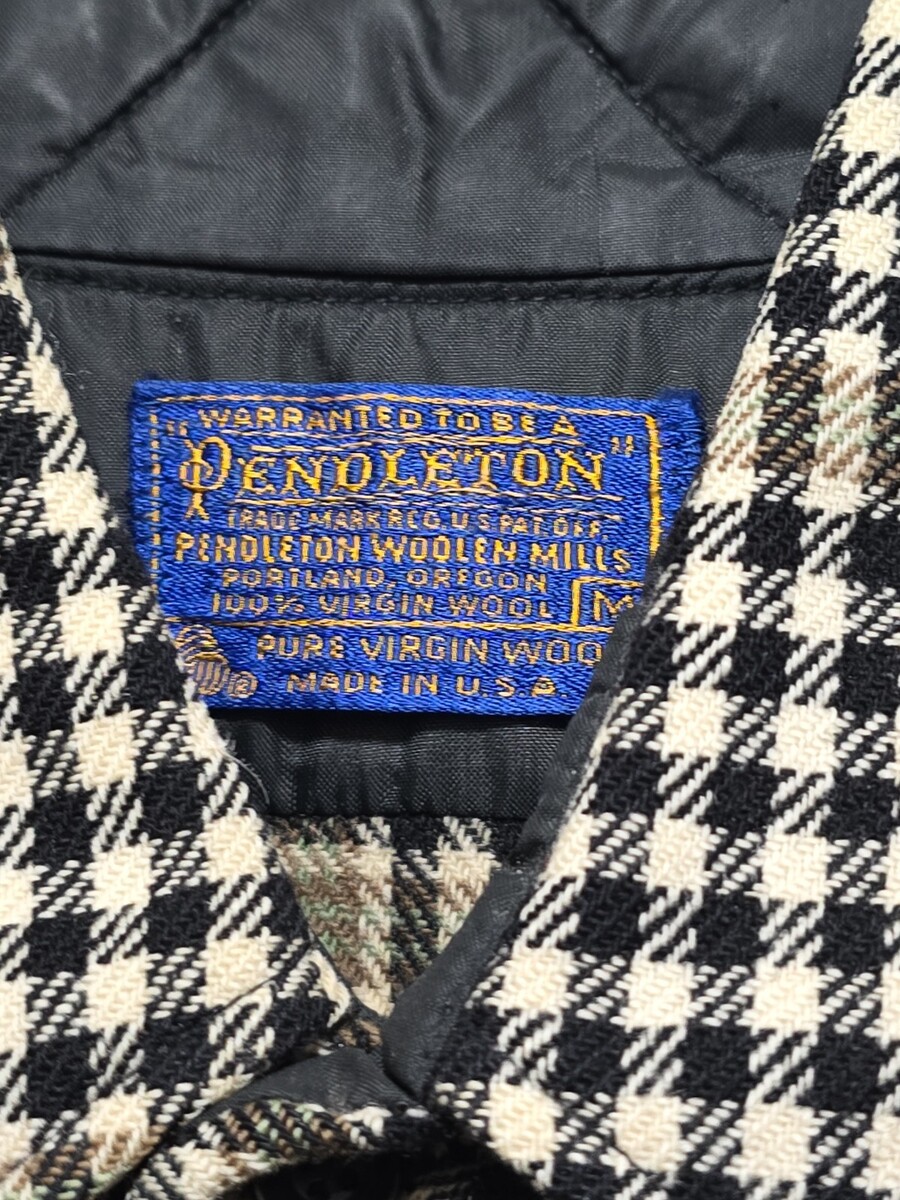 WARRANTED TO BE A
"PENDLETON"
TRADE MARK REG. U.S. PAT. OFF.
PENDLETON WOOLEN MILLS
PORTLAND, OREGON
100% VIRGIN WOOL M
PURE VIRGIN WOO
® MADE IN U.S.A.